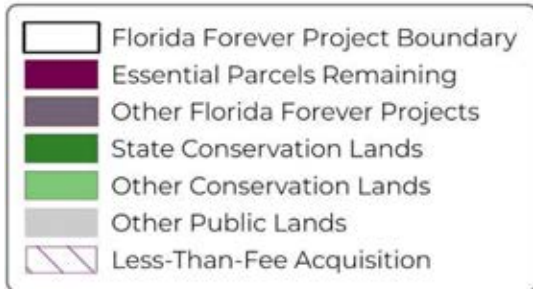 Florida Forever Project Boundary
Essential Parcels Remaining
Other Florida Forever Projects
State Conservation Lands
Other Conservation Lands
Other Public Lands
Less-Than-Fee Acquisition